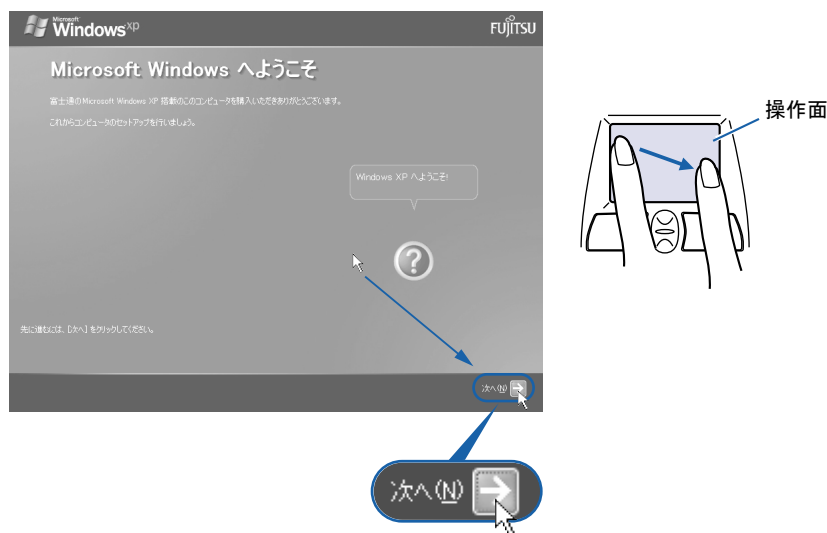 Microsoft
Windows xp
FUJITSU
Microsoft Windows へようこそ
富士通のMicrosoft Windows XP 搭載のこのコンピュータを購入いただきありがとうございます。
これからコンピュータのセットアップを行いましょう。
Windows XP へようこそ!
先に進むには、[次へ] をクリックしてください。
次へ(N)
次へ(N)
操作面